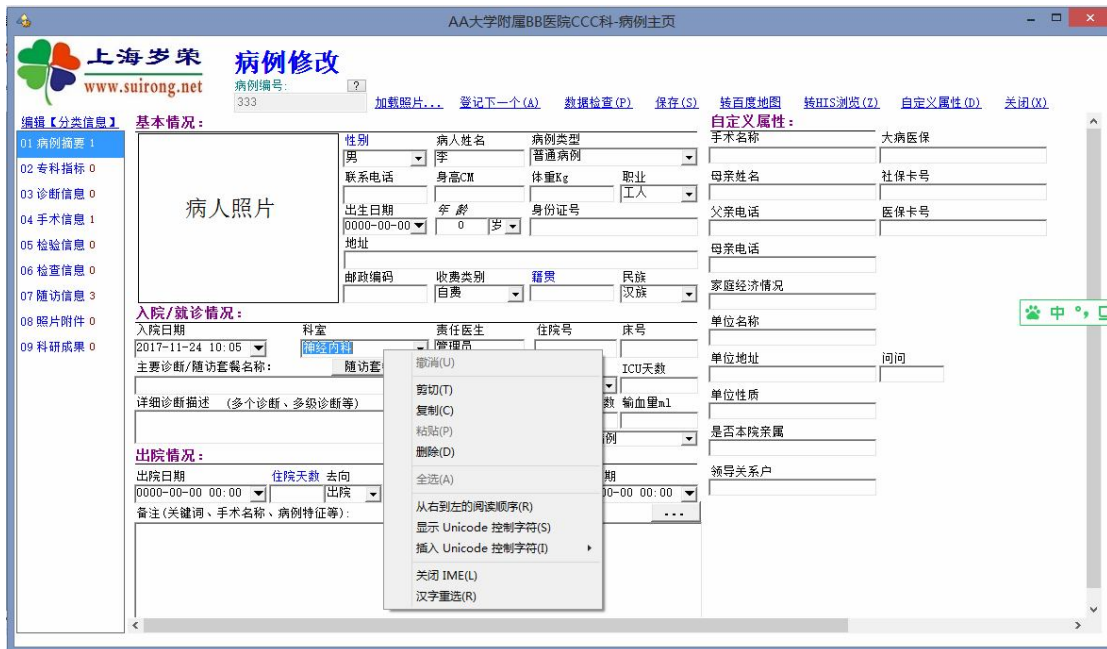 AA大学附属BB医院CCC科-病例主页
上海岁荣
www.suirong.net
病例修改
病例编号: ?
333
加载照片... 登记下一个(A) 数据检查(P) 保存(S) 转百度地图 转HIS浏览(Z) 自定义属性(D) 关闭(X)
编辑【分类信息】
01 病例摘要 1
02 专科指标 0
03 诊断信息 0
04 手术信息 1
05 检验信息 0
06 检查信息 0
07 随访信息 3
08 照片附件 0
09 科研成果 0
基本情况:
病人照片
性别 病人姓名 病例类型
男 李 普通病例
联系电话 身高CM 体重Kg 职业
工人
出生日期 年龄 身份证号
0000-00-00 0 岁
地址
邮政编码 收费类别 籍贯 民族
自费 汉族
入院/就诊情况:
入院日期 科室 责任医生 住院号 床号
2017-11-24 10:05 神经内科 管理员
主要诊断/随访套餐名称: 随访套 ICU天数
详细诊断描述 (多个诊断、多级诊断等) 数 输血量ml
例
出院情况:
出院日期 住院天数 去向 期
0000-00-00 00:00 出院 00-00 00:00
备注(关键词、手术名称、病例特征等): ...
撤消(U)
剪切(T)
复制(C)
粘贴(P)
删除(D)
全选(A)
从右到左的阅读顺序(R)
显示 Unicode 控制字符(S)
插入 Unicode 控制字符(I)
关闭 IME(L)
汉字重选(R)
自定义属性:
手术名称 大病医保
母亲姓名 社保卡号
父亲电话 医保卡号
母亲电话
家庭经济情况
单位名称
单位地址 问问
单位性质
是否本院亲属
领导关系户
中